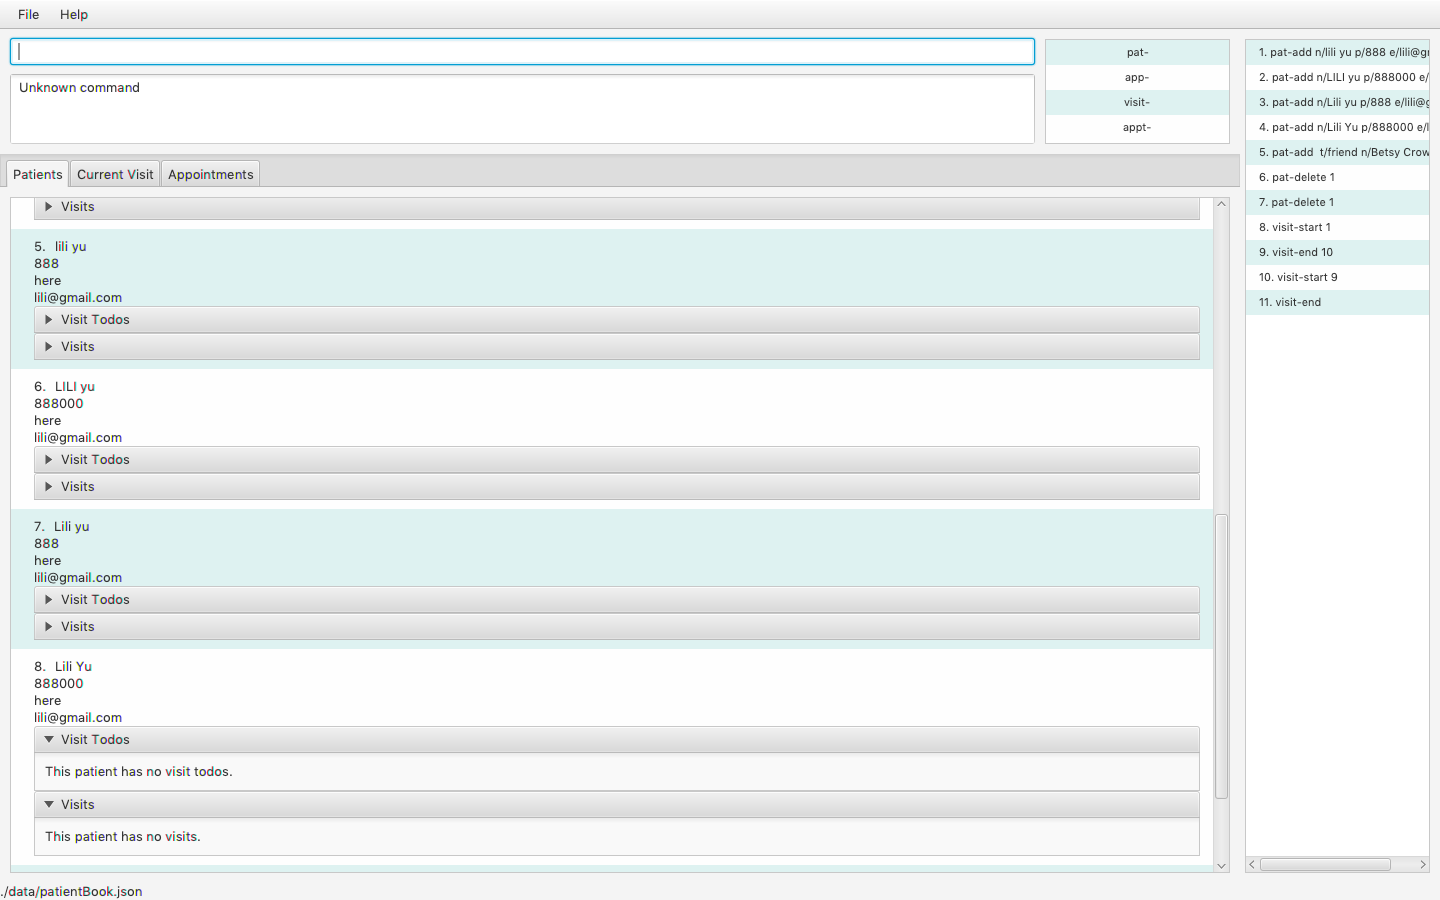 File Help
Unknown command
pat-
app-
visit-
appt-
Patients Current Visit Appointments
Visits
5. lili yu
888
here
lili@gmail.com
Visit Todos
Visits
6. LILI yu
888000
here
lili@gmail.com
Visit Todos
Visits
7. Lili yu
888
here
lili@gmail.com
Visit Todos
Visits
8. Lili Yu
888000
here
lili@gmail.com
Visit Todos
This patient has no visit todos.
Visits
This patient has no visits.
1. pat-add n/lili yu p/888 e/lili@g
2. pat-add n/LILI yu p/888000 e/
3. pat-add n/Lili yu p/888 e/lili@g
4. pat-add n/Lili Yu p/888000 e/l
5. pat-add t/friend n/Betsy Crow
6. pat-delete 1
7. pat-delete 1
8. visit-start 1
9. visit-end 10
10. visit-start 9
11. visit-end
./data/patientBook.json